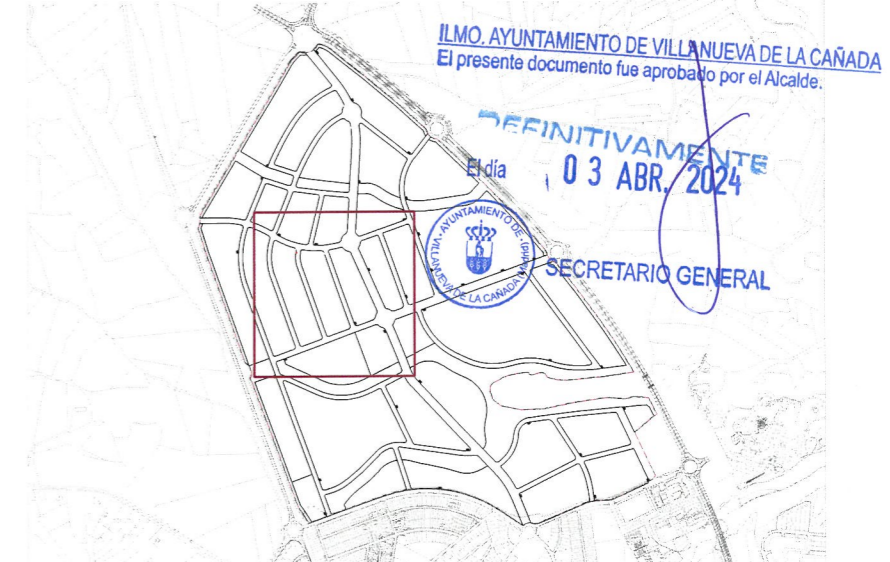 ILMO. AYUNTAMIENTO DE VILLANUEVA DE LA CAÑADA
El presente documento fue aprobado por el Alcalde.
DEFINITIVAMENTE
El día 03 ABR. 2024
AYUNTAMIENTO DE
VILLANUEVA DE LA CAÑADA
SECRETARIO GENERAL